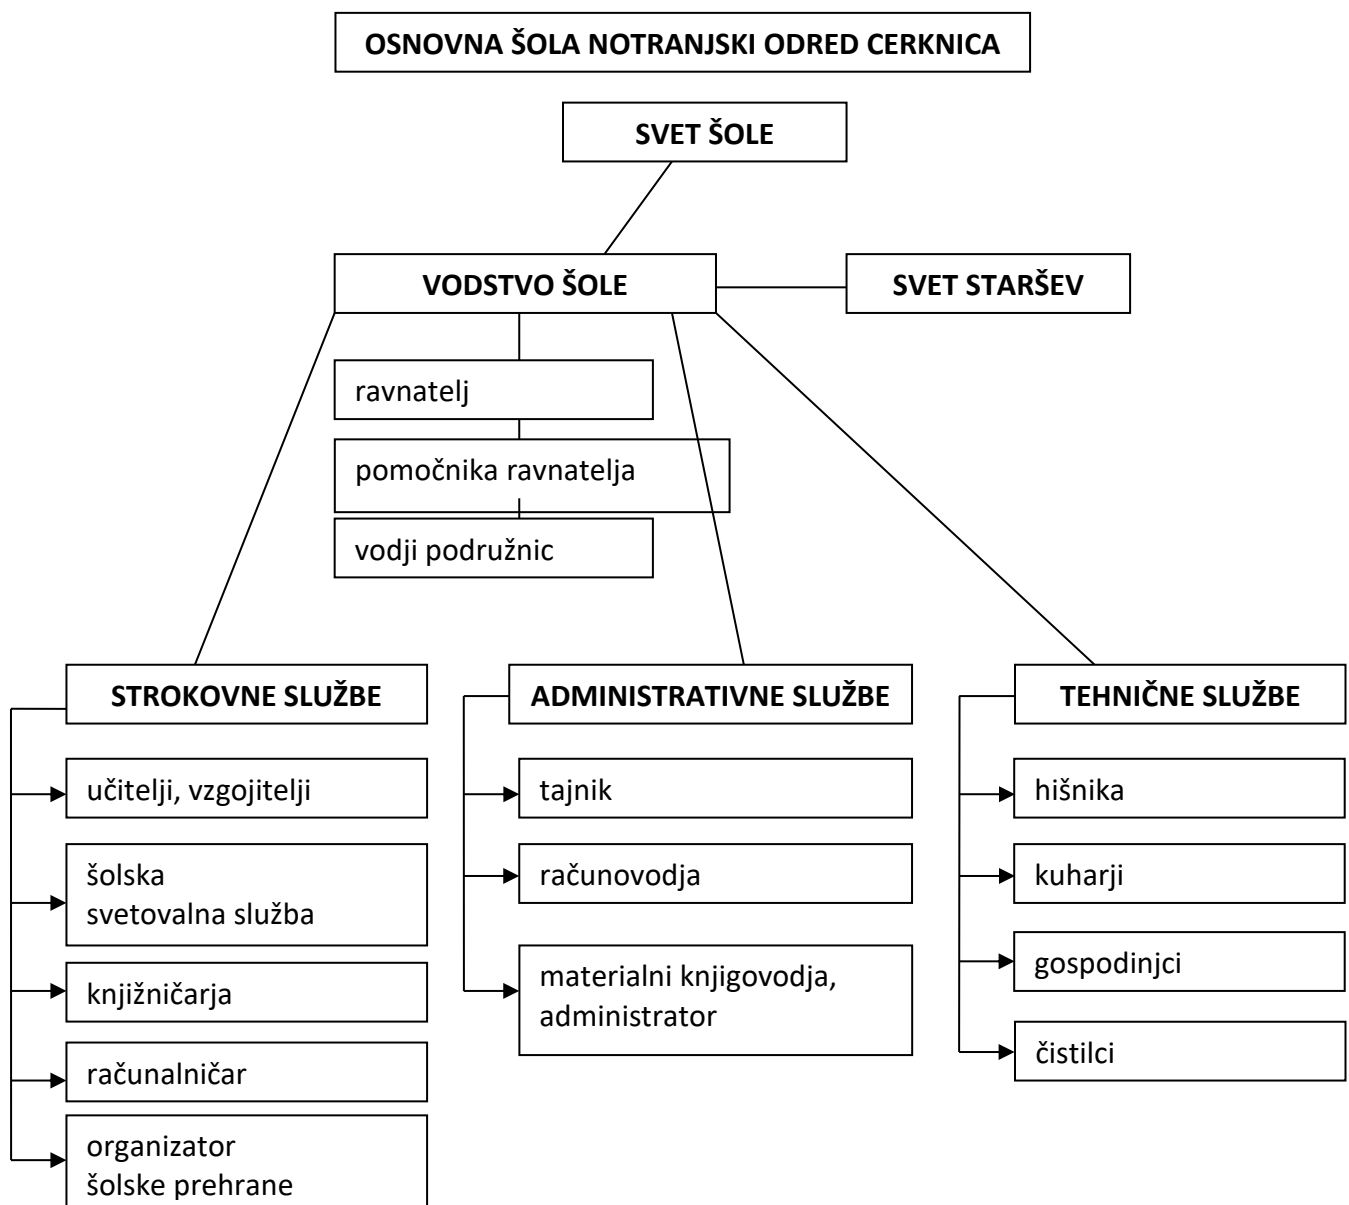 OSNOVNA ŠOLA NOTRANJSKI ODRED CERKNICA
SVET ŠOLE
VODSTVO ŠOLE
SVET STARŠEV
ravnatelj
pomočnika ravnatelja
vodji podružnic
STROKOVNE SLUŽBE
učitelji, vzgojitelji
šolska
svetovalna služba
knjižničarja
računalničar
organizator
šolske prehrane
ADMINISTRATIVNE SLUŽBE
tajnik
računovodja
materialni knjigovodja,
administrator
TEHNIČNE SLUŽBE
hišnika
kuharji
gospodinjci
čistilci